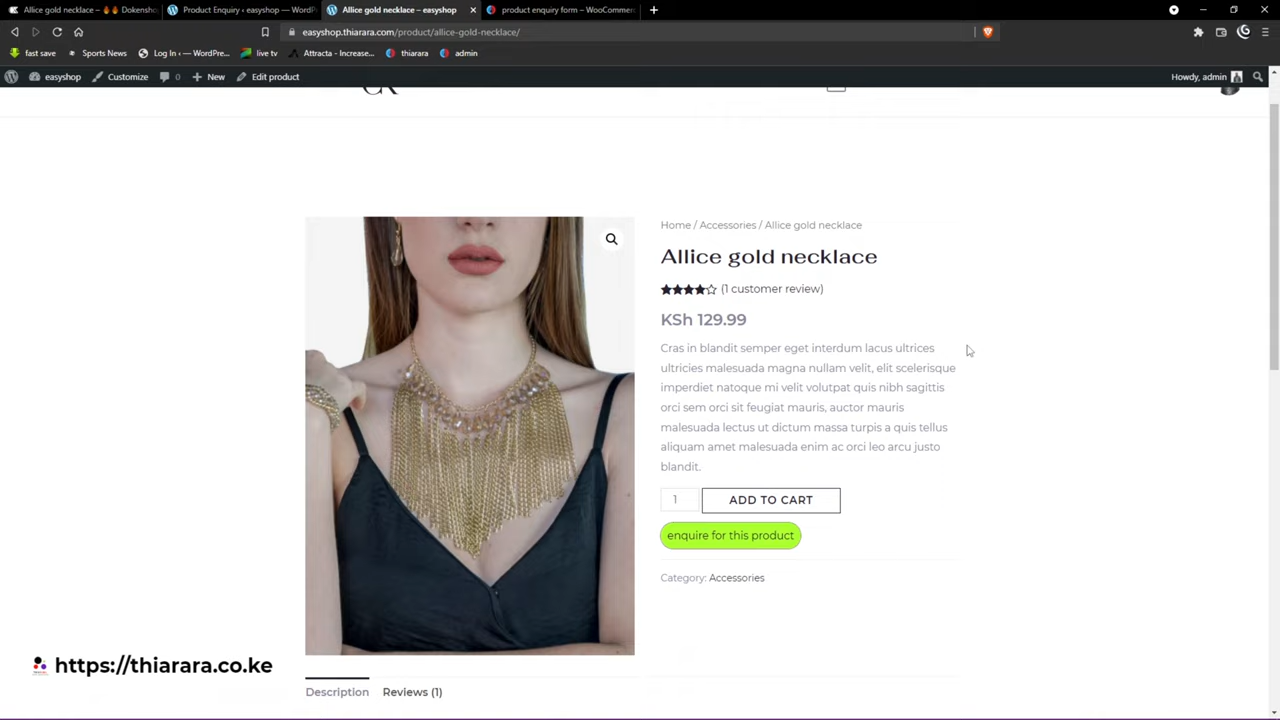 Allice gold necklace – 🔥🔥 Dokensho
Product Enquiry ‹ easyshop — WordP
Allice gold necklace – easyshop
product enquiry form – WooComme
easyshop.thiarara.com/product/allice-gold-necklace/
fast save
Sports News
Log In ‹ — WordPre...
live tv
Attracta - Increase...
thiarara
admin
easyshop
Customize
0
New
Edit product
Howdy, admin
Home / Accessories / Allice gold necklace
Allice gold necklace
(1 customer review)
KSh 129.99
Cras in blandit semper eget interdum lacus ultrices
ultricies malesuada magna nullam velit, elit scelerisque
imperdiet natoque mi velit volutpat quis nibh sagittis
orci sem orci sit feugiat mauris, auctor mauris
malesuada lectus ut dictum massa turpis a quis tellus
aliquam amet malesuada enim ac orci leo arcu justo
blandit.
1
ADD TO CART
enquire for this product
Category: Accessories
https://thiarara.co.ke
Description
Reviews (1)